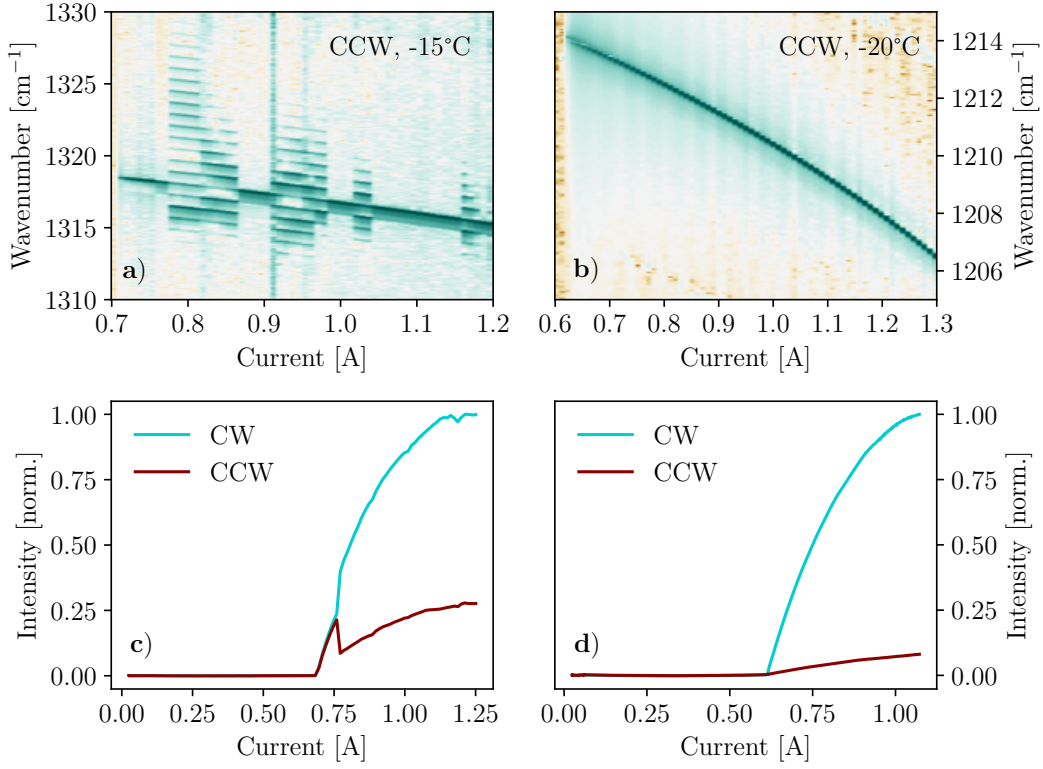 CCW, -15°C
1330
1325
1320
1315
1310
Wavenumber [cm⁻¹]
a)
0.7 0.8 0.9 1.0 1.1 1.2
Current [A]
CCW, -20°C
1214
1212
1210
1208
1206
Wavenumber [cm⁻¹]
b)
0.6 0.7 0.8 0.9 1.0 1.1 1.2 1.3
Current [A]
CW
CCW
1.00
0.75
0.50
0.25
0.00
Intensity [norm.]
c)
0.00 0.25 0.50 0.75 1.00 1.25
Current [A]
CW
CCW
1.00
0.75
0.50
0.25
0.00
Intensity [norm.]
d)
0.00 0.25 0.50 0.75 1.00
Current [A]